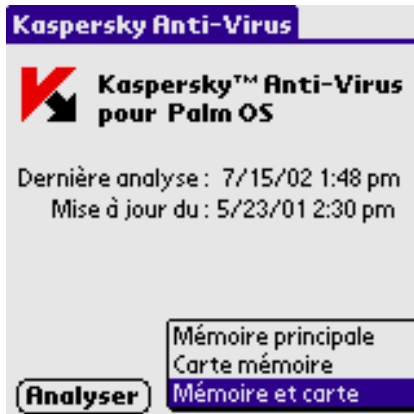 Kaspersky Anti-Virus
Kaspersky™ Anti-Virus
pour Palm OS
Dernière analyse : 7/15/02 1:48 pm
Mise à jour du : 5/23/01 2:30 pm
Mémoire principale
Carte mémoire
Analyser Mémoire et carte